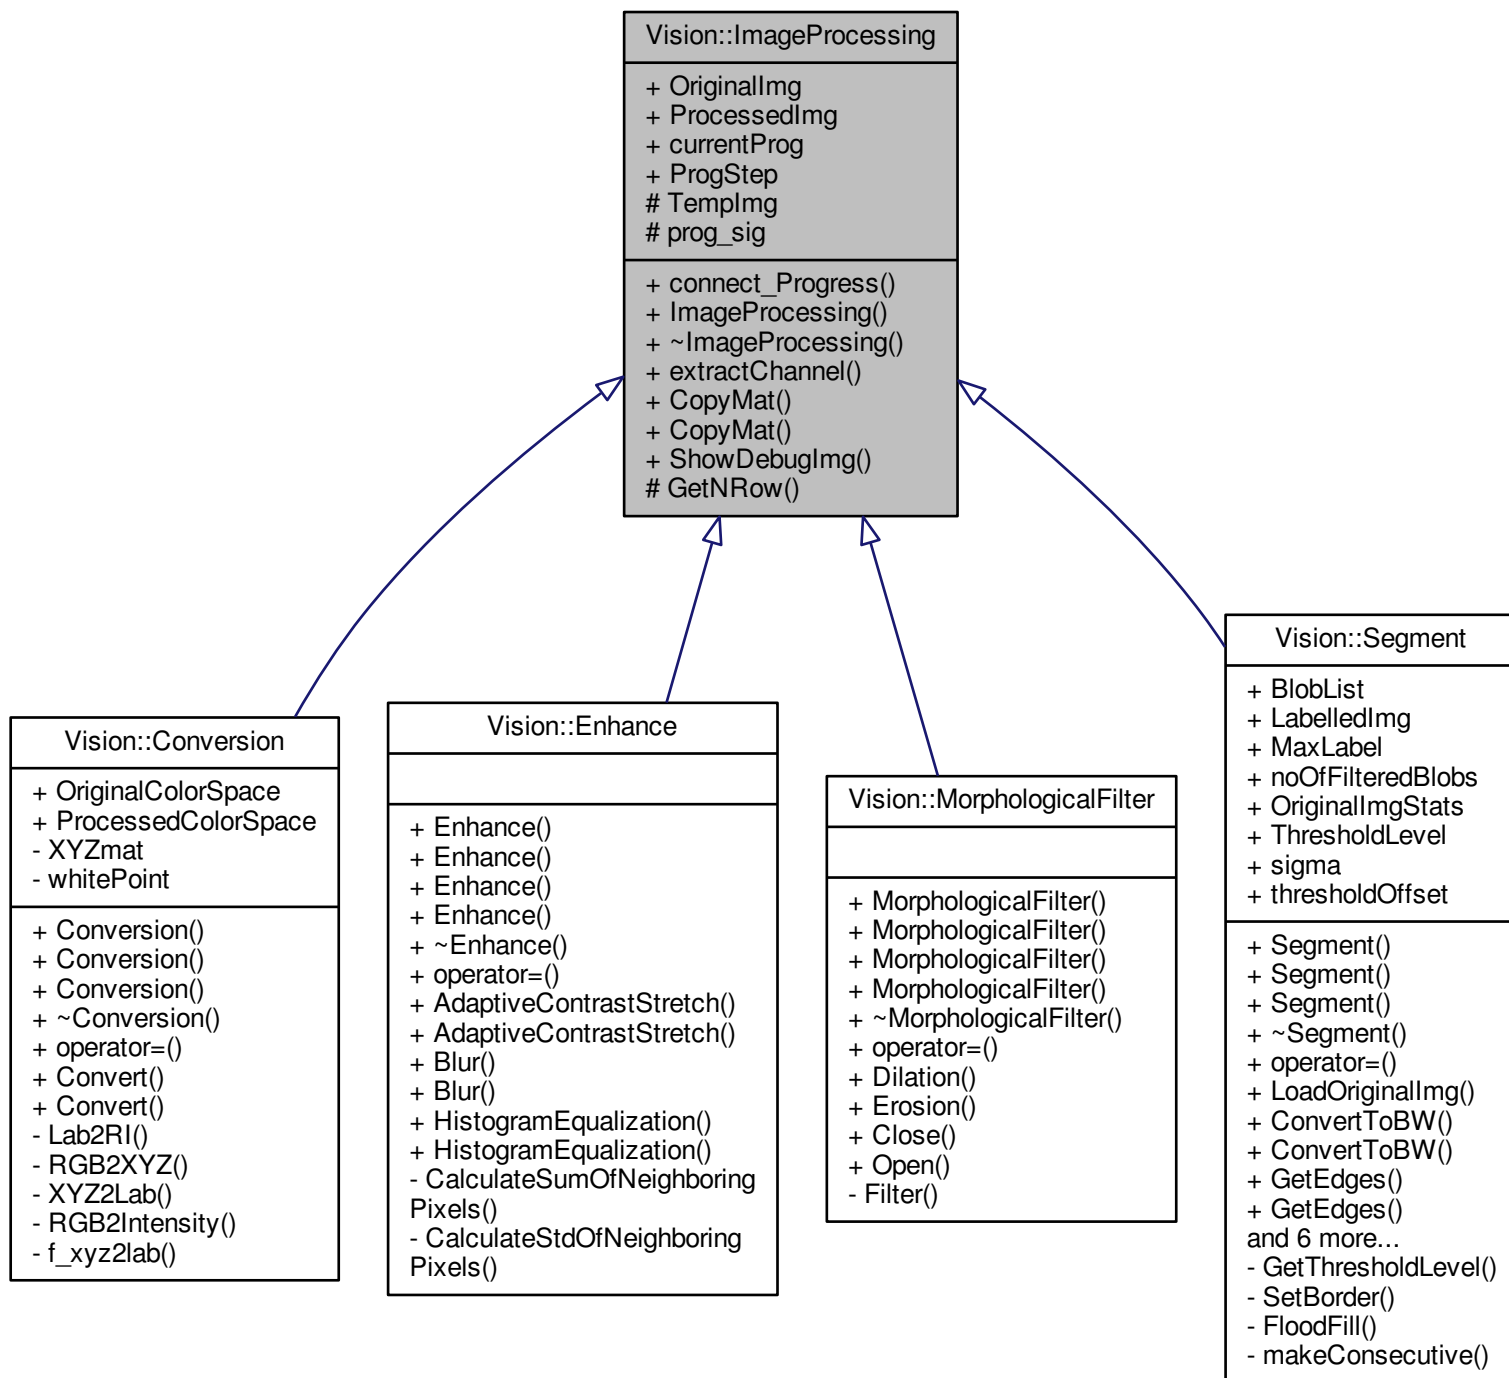 Vision::ImageProcessing
+ OriginalImg
+ ProcessedImg
+ currentProg
+ ProgStep
# TempImg
# prog_sig
+ connect_Progress()
+ ImageProcessing()
+ ~ImageProcessing()
+ extractChannel()
+ CopyMat()
+ CopyMat()
+ ShowDebugImg()
# GetNRow()
Vision::Conversion
+ OriginalColorSpace
+ ProcessedColorSpace
- XYZmat
- whitePoint
+ Conversion()
+ Conversion()
+ Conversion()
+ ~Conversion()
+ operator=()
+ Convert()
+ Convert()
- Lab2RI()
- RGB2XYZ()
- XYZ2Lab()
- RGB2Intensity()
- f_xyz2lab()
Vision::Enhance
+ Enhance()
+ Enhance()
+ Enhance()
+ Enhance()
+ ~Enhance()
+ operator=()
+ AdaptiveContrastStretch()
+ AdaptiveContrastStretch()
+ Blur()
+ Blur()
+ HistogramEqualization()
+ HistogramEqualization()
- CalculateSumOfNeighboring
Pixels()
- CalculateStdOfNeighboring
Pixels()
Vision::MorphologicalFilter
+ MorphologicalFilter()
+ MorphologicalFilter()
+ MorphologicalFilter()
+ MorphologicalFilter()
+ ~MorphologicalFilter()
+ operator=()
+ Dilation()
+ Erosion()
+ Close()
+ Open()
- Filter()
Vision::Segment
+ BlobList
+ LabelledImg
+ MaxLabel
+ noOfFilteredBlobs
+ OriginalImgStats
+ ThresholdLevel
+ sigma
+ thresholdOffset
+ Segment()
+ Segment()
+ Segment()
+ ~Segment()
+ operator=()
+ LoadOriginalImg()
+ ConvertToBW()
+ ConvertToBW()
+ GetEdges()
+ GetEdges()
and 6 more...
- GetThresholdLevel()
- SetBorder()
- FloodFill()
- makeConsecutive()